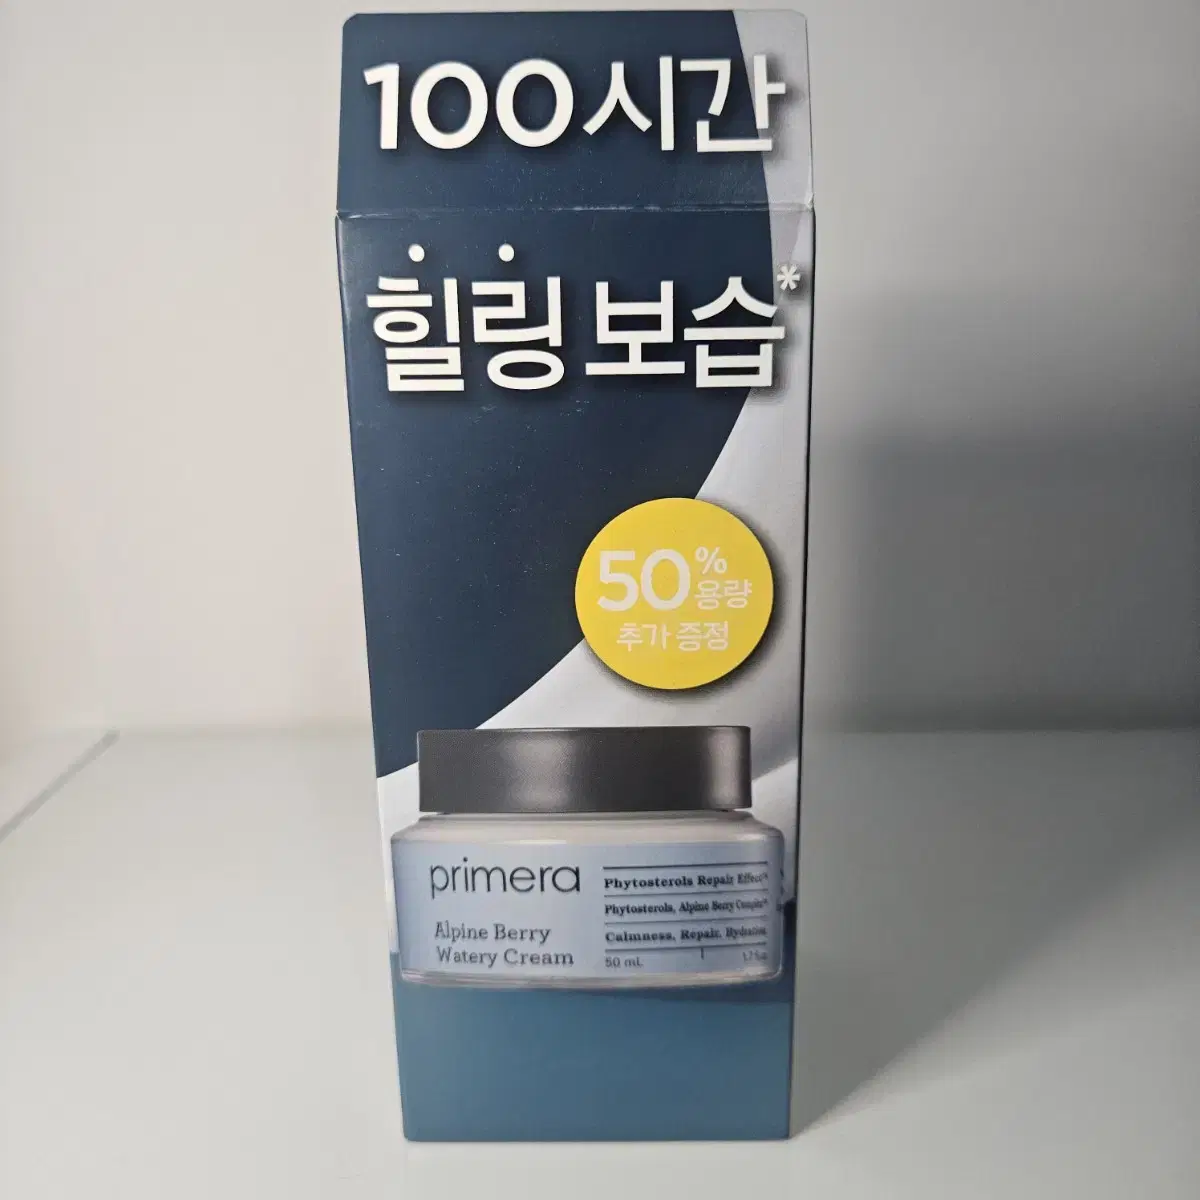 100시간
힐링 보습*
50%
용량
추가 증정
primera
Alpine Berry
Watery Cream
Phytosterols Repair Effect
Phytosterols, Alpine Berry Complex
Calmness, Repair, Hydration
50 mL